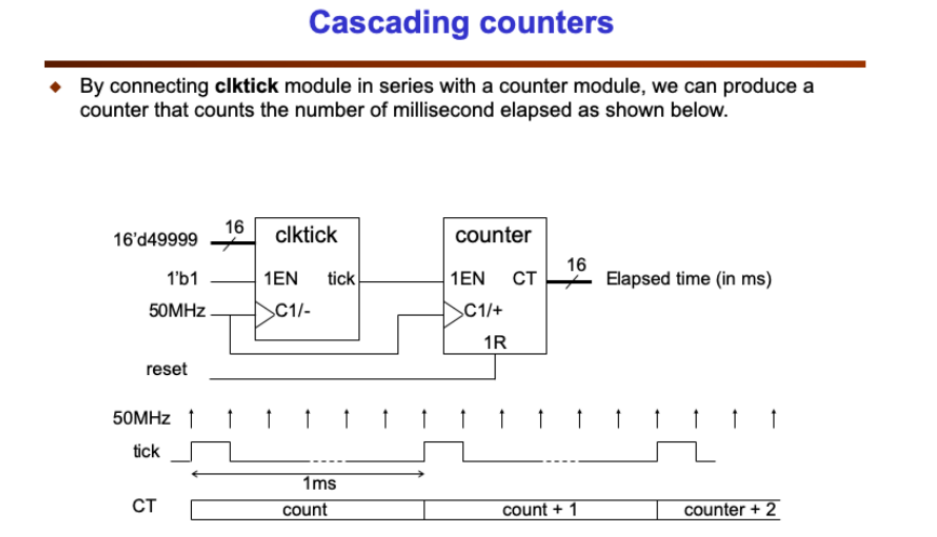 Cascading counters
By connecting clktick module in series with a counter module, we can produce a
counter that counts the number of millisecond elapsed as shown below.
16'd49999 16 clktick counter
1'b1 1EN tick 1EN CT 16 Elapsed time (in ms)
50MHz C1/- C1/+
1R
reset
50MHz
tick
1ms
CT count count + 1 counter + 2